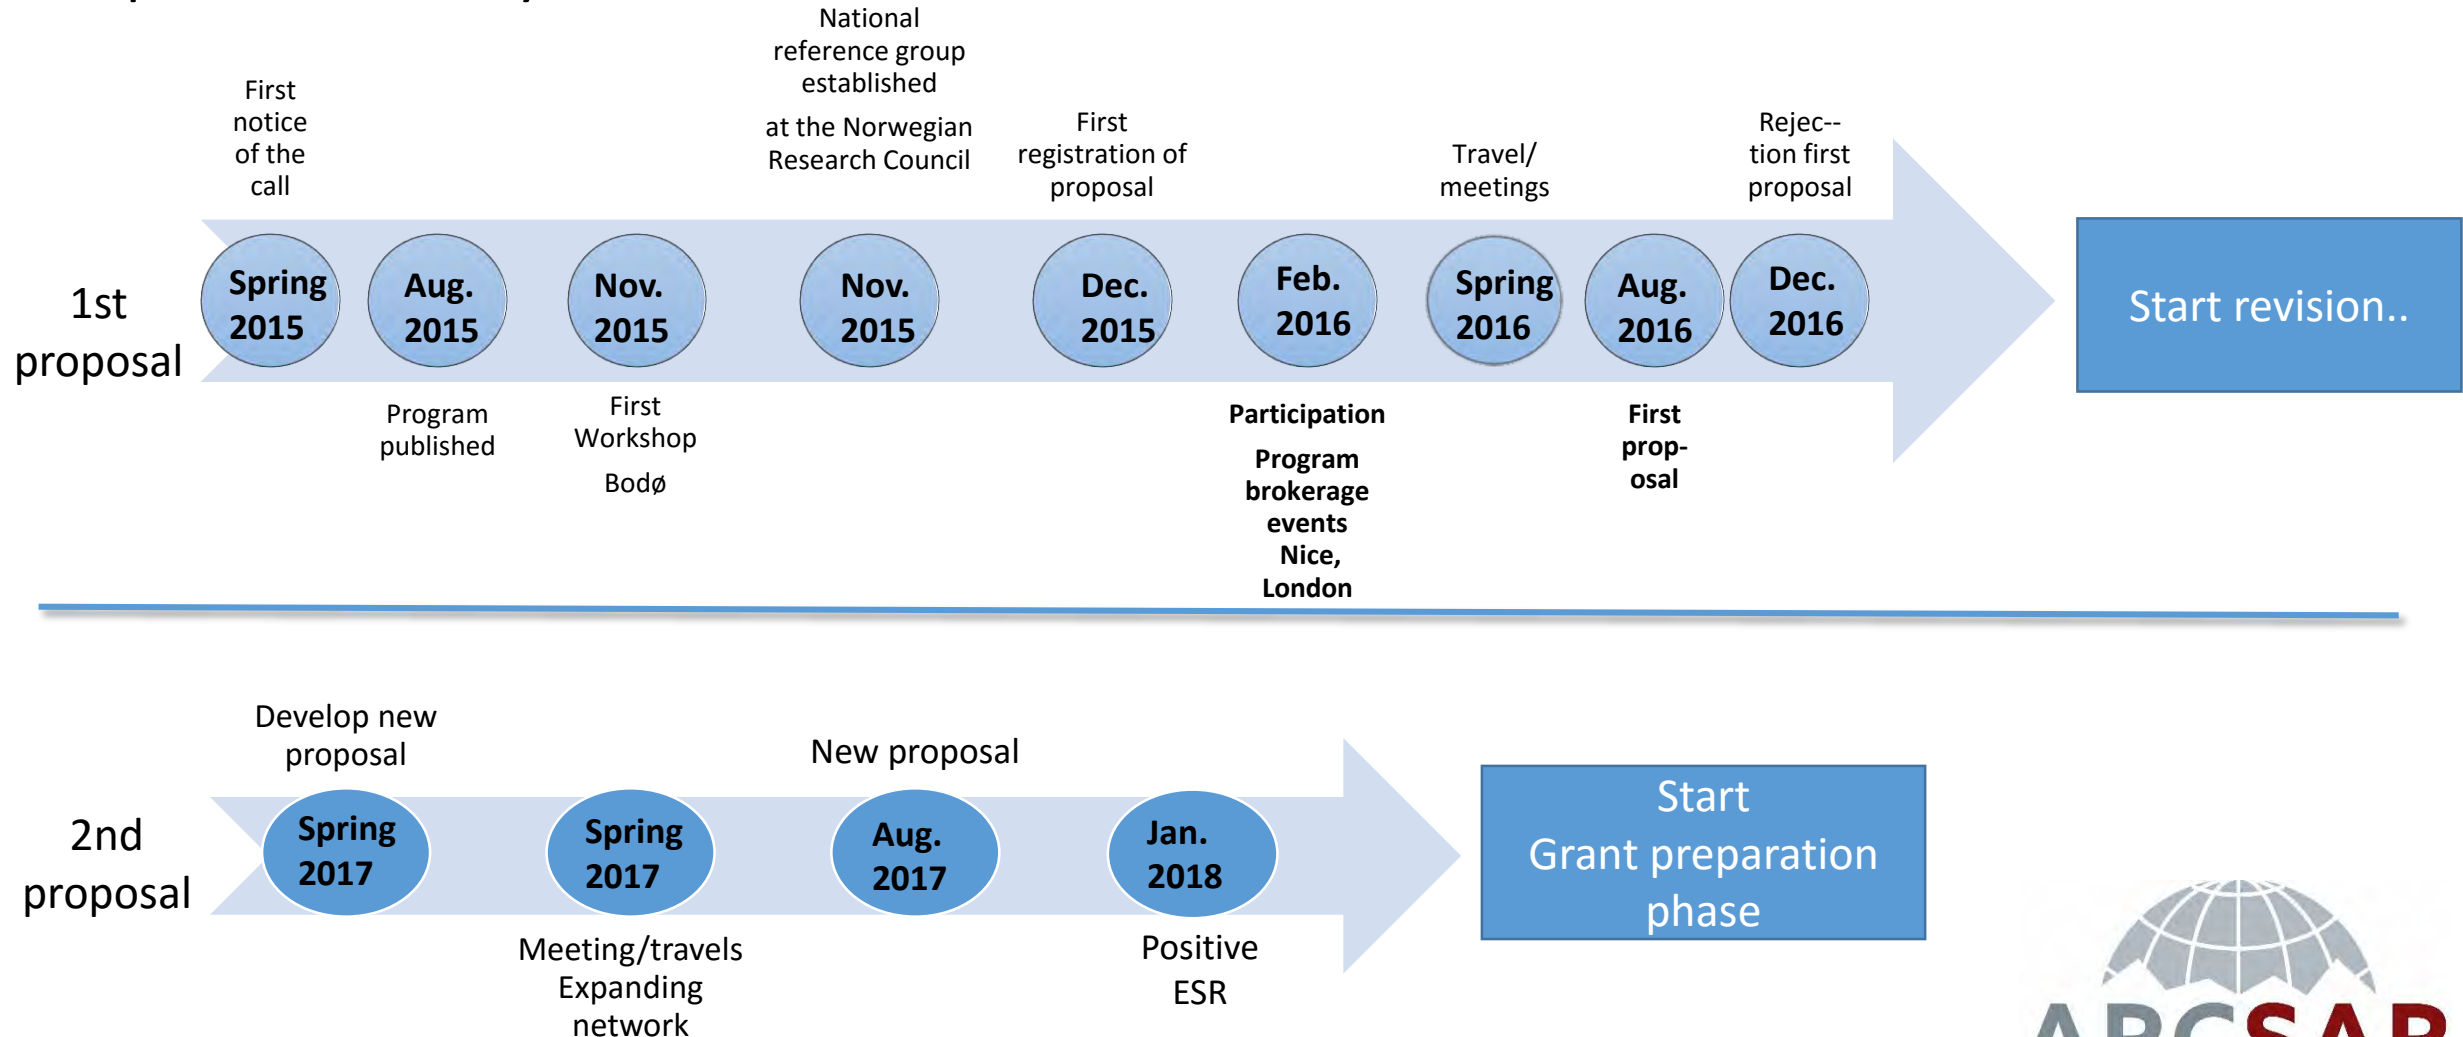 National
reference group
established
at the Norwegian
Research Council
First
notice
of the
call
First
registration of
proposal
Travel/
meetings
Rejec--
tion first
proposal
1st
proposal
Spring
2015
Aug.
2015
Nov.
2015
Nov.
2015
Dec.
2015
Feb.
2016
Spring
2016
Aug.
2016
Dec.
2016
Start revision..
Program
published
First
Workshop
Bodø
Participation
Program
brokerage
events
Nice,
London
First
prop-
osal
Develop new
proposal
New proposal
2nd
proposal
Spring
2017
Spring
2017
Aug.
2017
Jan.
2018
Meeting/travels
Expanding
network
Positive
ESR
Start
Grant preparation
phase
ARCSAR